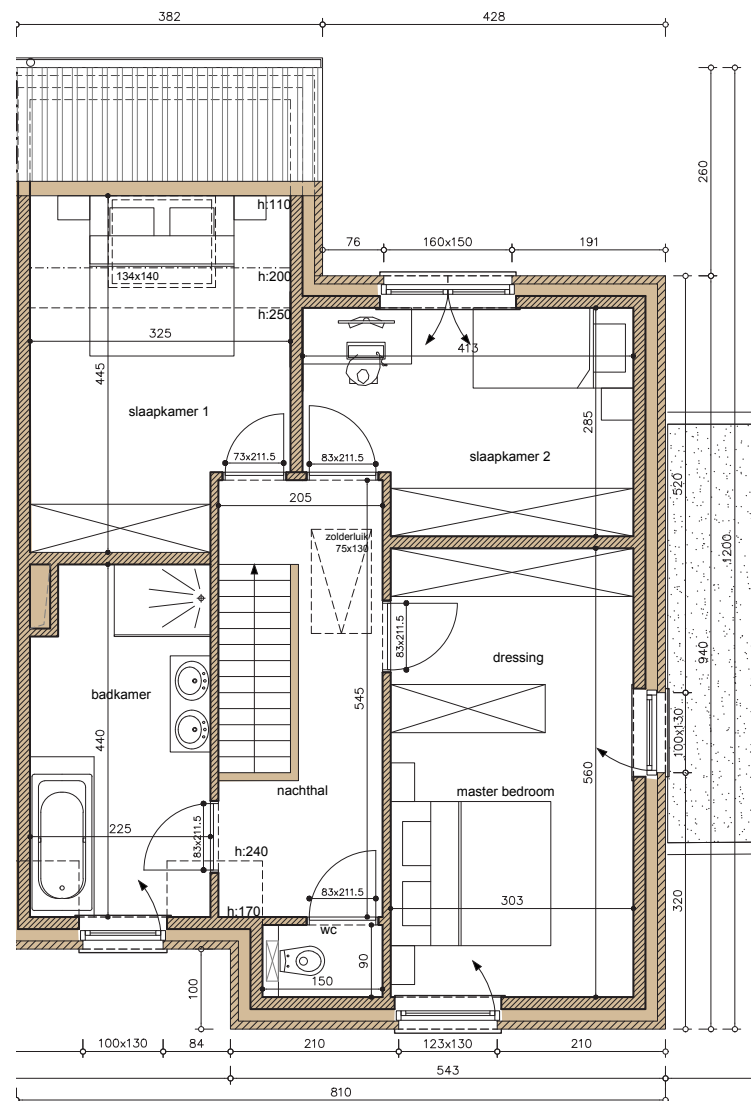 382
428
260
76
160x150
191
h:110
134x140
h:200
h:250
325
413
445
slaapkamer 1
285
slaapkamer 2
73x211.5
83x211.5
520
205
zolderluik
75x130
1200
83x211.5
dressing
940
badkamer
545
100x130
440
nachthal
master bedroom
560
225
83x211.5
h:240
83x211.5
303
320
h:170
wc
90
150
100
100x130
84
210
123x130
210
543
810